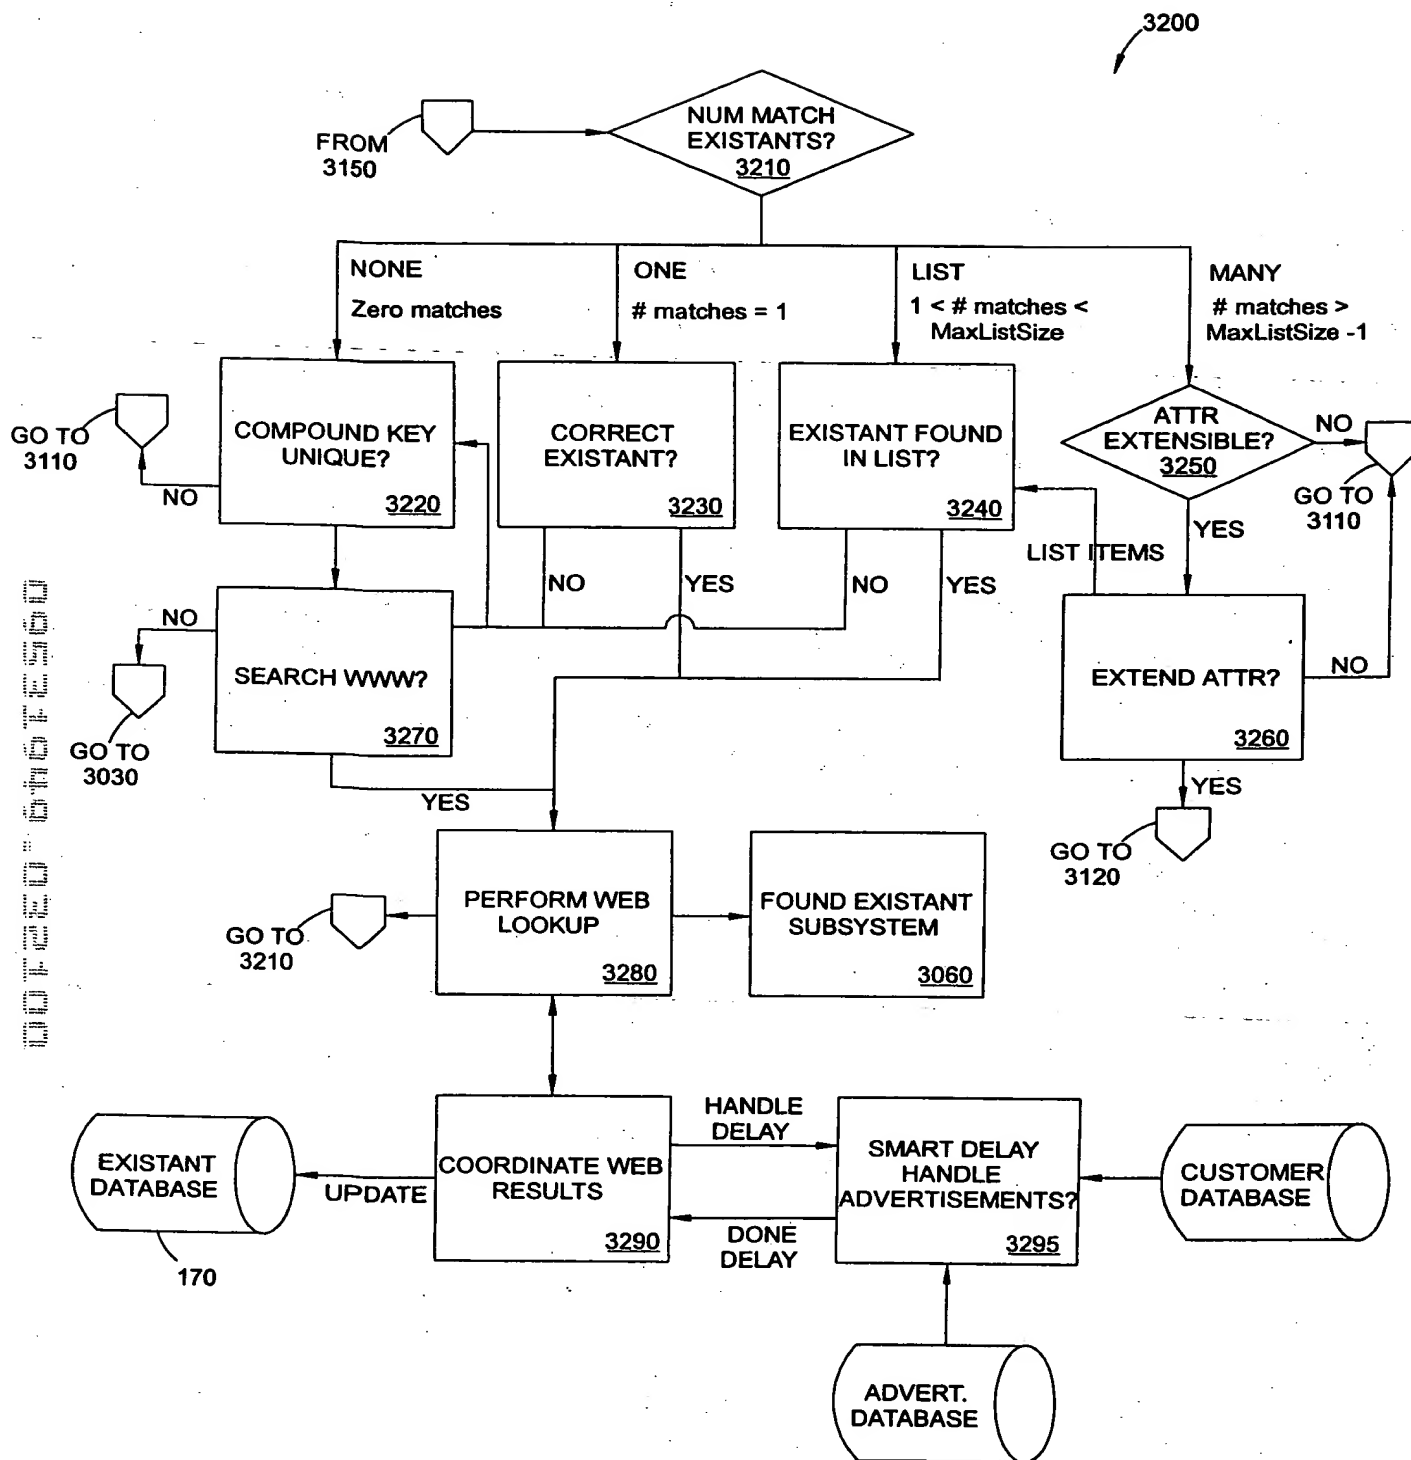 3200
NUM MATCH
EXISTANTS?
3210
FROM
3150
NONE
Zero matches
ONE
# matches = 1
LIST
1 < # matches <
MaxListSize
MANY
# matches >
MaxListSize -1
GO TO
3110
NO
COMPOUND KEY
UNIQUE?
3220
CORRECT
EXISTANT?
3230
EXISTANT FOUND
IN LIST?
3240
ATTR
EXTENSIBLE?
3250
NO
GO TO
3110
YES
LIST ITEMS
NO
YES
NO
YES
NO
GO TO
3030
SEARCH WWW?
3270
EXTEND ATTR?
3260
NO
YES
YES
GO TO
3120
GO TO
3210
PERFORM WEB
LOOKUP
3280
FOUND EXISTANT
SUBSYSTEM
3060
EXISTANT
DATABASE
170
UPDATE
COORDINATE WEB
RESULTS
3290
HANDLE
DELAY
DONE
DELAY
SMART DELAY
HANDLE
ADVERTISEMENTS?
3295
CUSTOMER
DATABASE
ADVERT.
DATABASE